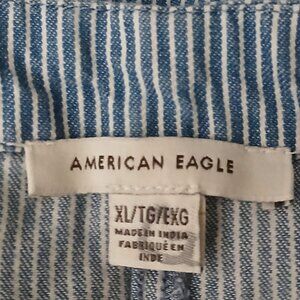 AMERICAN EAGLE
XL/TG/EXG
MADE IN INDIA
FABRIQUÉ EN
INDE